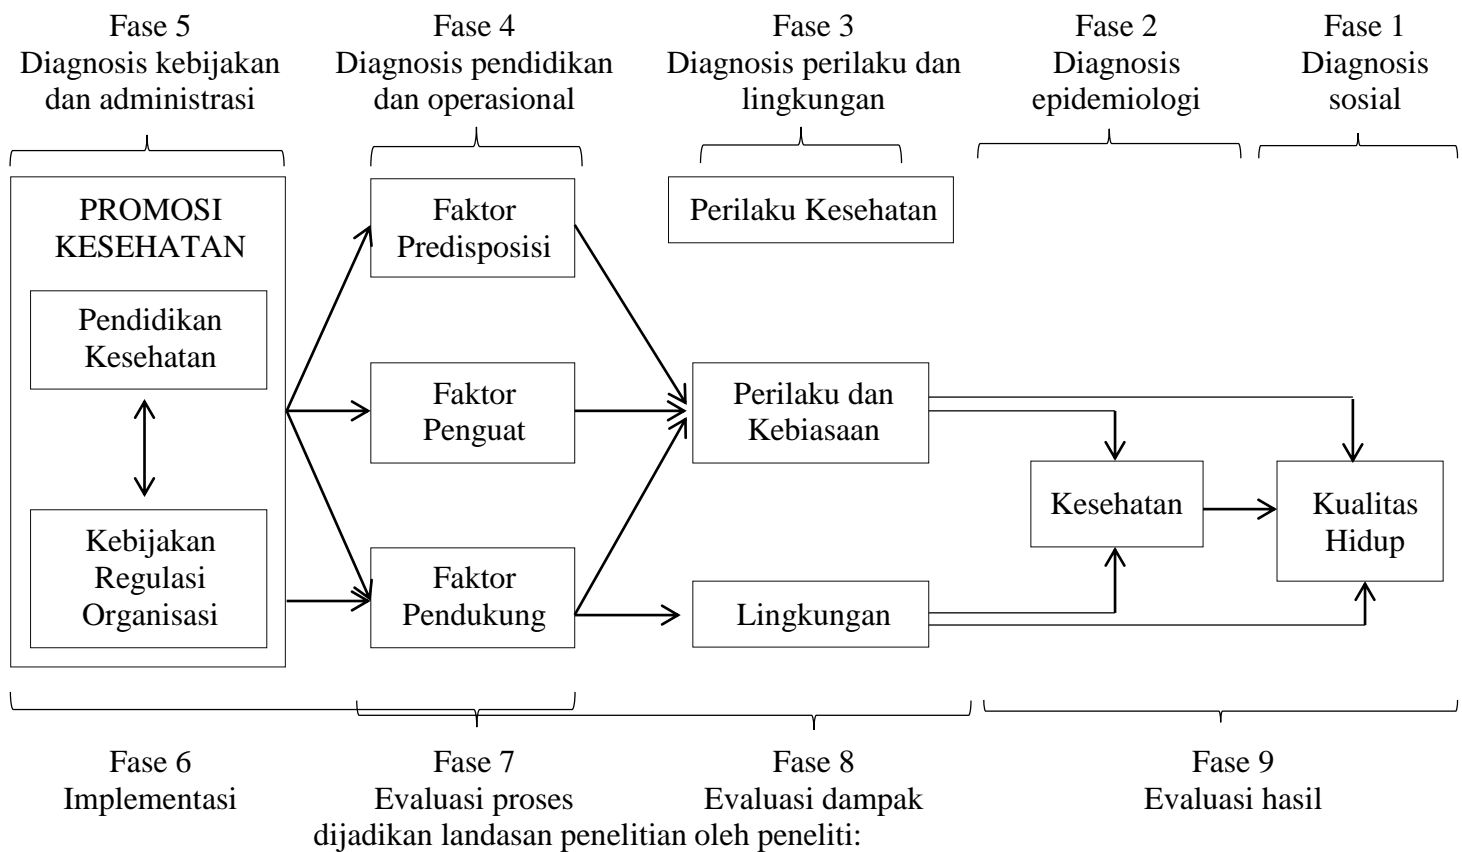 Fase 5
Diagnosis kebijakan
dan administrasi
Fase 4
Diagnosis pendidikan
dan operasional
Fase 3
Diagnosis perilaku dan
lingkungan
Fase 2
Diagnosis
epidemiologi
Fase 1
Diagnosis
sosial
PROMOSI
KESEHATAN
Pendidikan
Kesehatan
Kebijakan
Regulasi
Organisasi
Faktor
Predisposisi
Faktor
Penguat
Faktor
Pendukung
Perilaku Kesehatan
Perilaku dan
Kebiasaan
Lingkungan
Kesehatan
Kualitas
Hidup
Fase 6
Implementasi
Fase 7
Evaluasi proses
Fase 8
Evaluasi dampak
Fase 9
Evaluasi hasil
dijadikan landasan penelitian oleh peneliti: